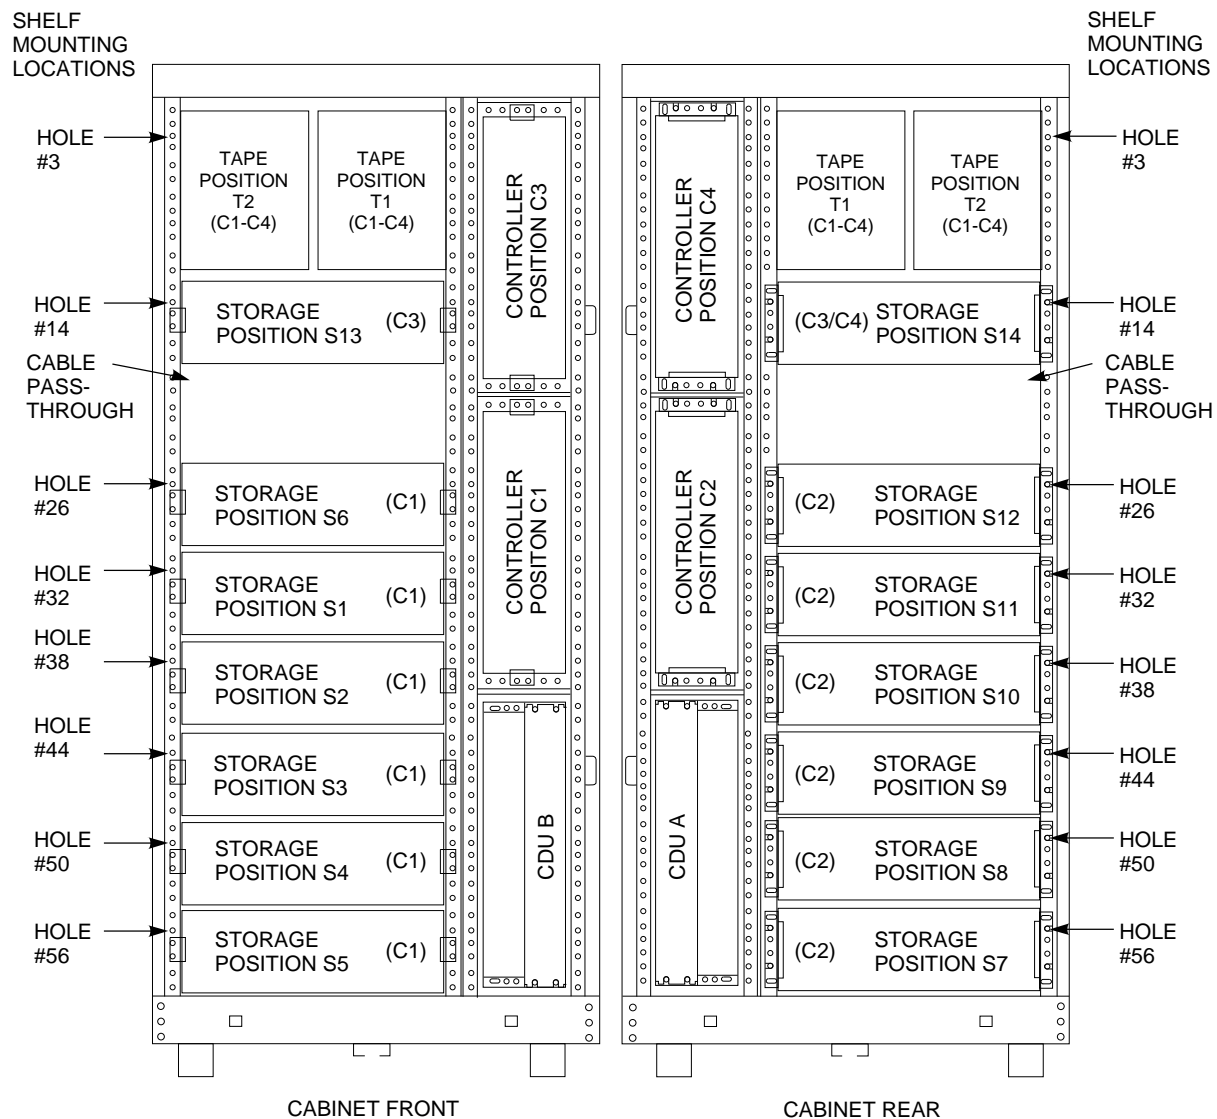 SHELF
MOUNTING
LOCATIONS
SHELF
MOUNTING
LOCATIONS
HOLE
#3
TAPE
POSITION
T2
(C1-C4)
TAPE
POSITION
T1
(C1-C4)
CONTROLLER
POSITION C3
CONTROLLER
POSITION C4
TAPE
POSITION
T1
(C1-C4)
TAPE
POSITION
T2
(C1-C4)
HOLE
#3
HOLE
#14
STORAGE (C3)
POSITION S13
(C3/C4) STORAGE
POSITION S14
HOLE
#14
CABLE
PASS-
THROUGH
CABLE
PASS-
THROUGH
HOLE
#26
STORAGE (C1)
POSITION S6
CONTROLLER
POSITON C1
CONTROLLER
POSITION C2
(C2) STORAGE
POSITION S12
HOLE
#26
HOLE
#32
STORAGE (C1)
POSITION S1
(C2) STORAGE
POSITION S11
HOLE
#32
HOLE
#38
STORAGE (C1)
POSITION S2
(C2) STORAGE
POSITION S10
HOLE
#38
HOLE
#44
STORAGE (C1)
POSITION S3
CDU B
CDU A
(C2) STORAGE
POSITION S9
HOLE
#44
HOLE
#50
STORAGE (C1)
POSITION S4
(C2) STORAGE
POSITION S8
HOLE
#50
HOLE
#56
STORAGE (C1)
POSITION S5
(C2) STORAGE
POSITION S7
HOLE
#56
CABINET FRONT
CABINET REAR